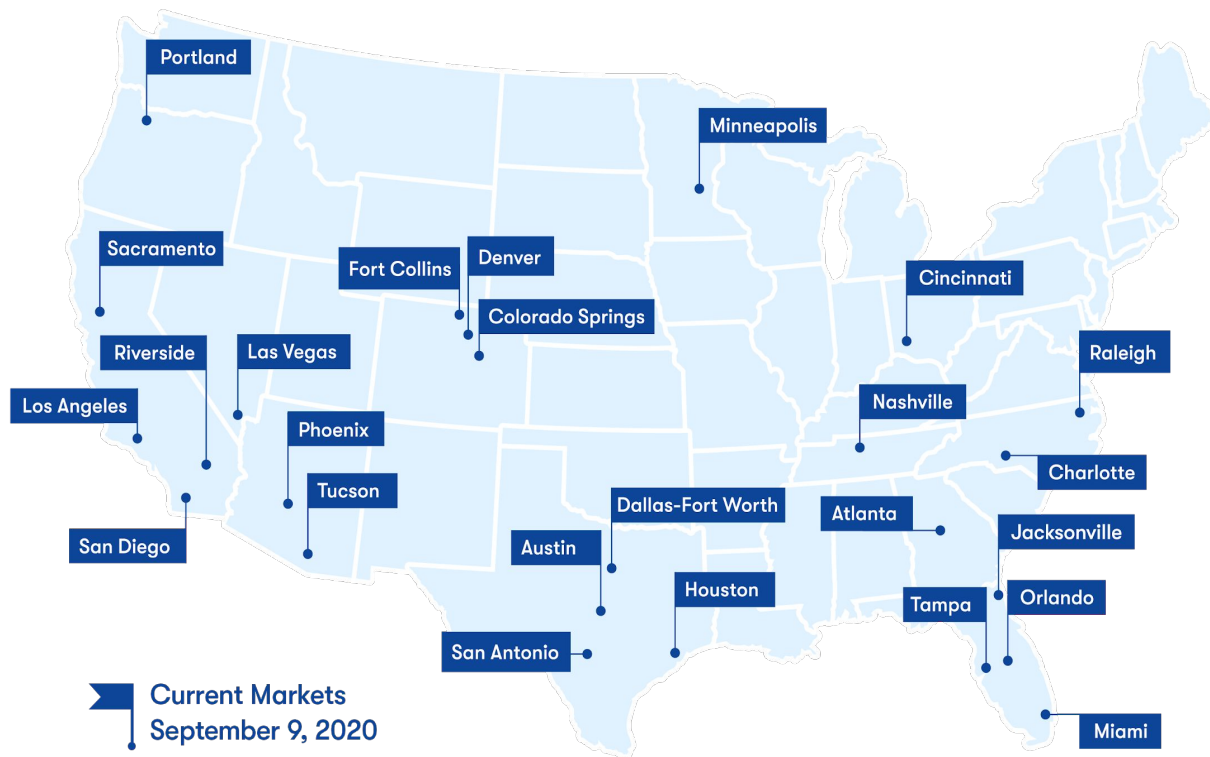 Portland
Minneapolis
Sacramento
Denver
Fort Collins
Cincinnati
Colorado Springs
Riverside
Las Vegas
Raleigh
Los Angeles
Nashville
Phoenix
Charlotte
Tucson
Dallas-Fort Worth
Atlanta
Jacksonville
San Diego
Austin
Houston
Orlando
Tampa
San Antonio
Current Markets
September 9, 2020
Miami